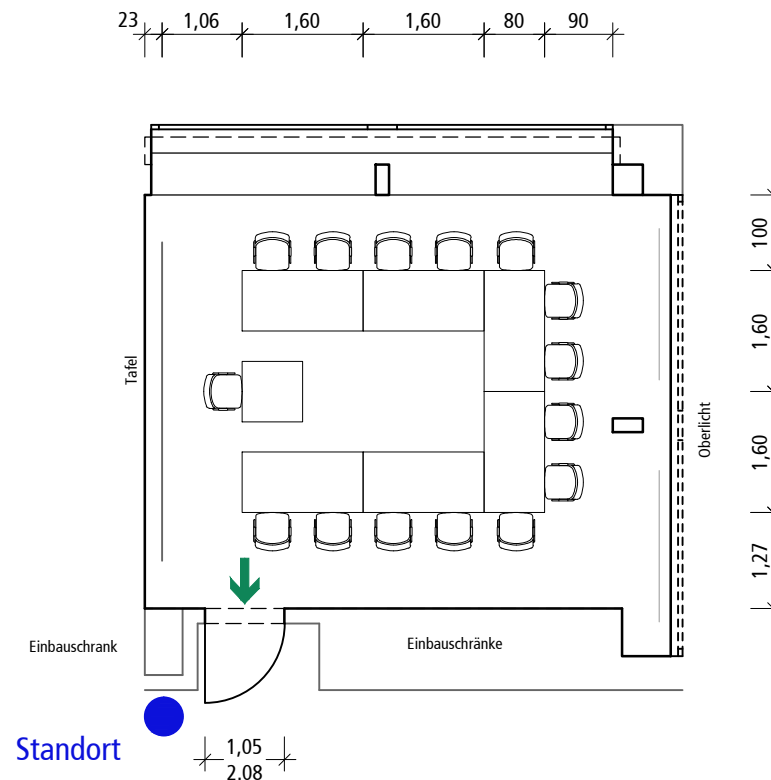 23 1,06 1,60 1,60 80 90
100
1,60
1,60
1,27
Tafel
Oberlicht
Einbauschrank
Einbauschränke
Standort
1,05
2.08